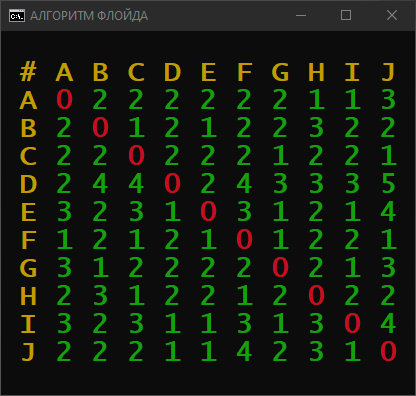 АЛГОРИТМ ФЛОЙДА
# A B C D E F G H I J
A 0 2 2 2 2 2 2 1 1 3
B 2 0 1 2 1 2 2 3 2 2
C 2 2 0 2 2 2 1 2 2 1
D 2 4 4 0 2 4 3 3 3 5
E 3 2 3 1 0 3 1 2 1 4
F 1 2 1 2 1 0 1 2 2 1
G 3 1 2 2 2 2 0 2 1 3
H 2 3 1 2 2 1 2 0 2 2
I 3 2 3 1 1 3 1 3 0 4
J 2 2 2 1 1 4 2 3 1 0